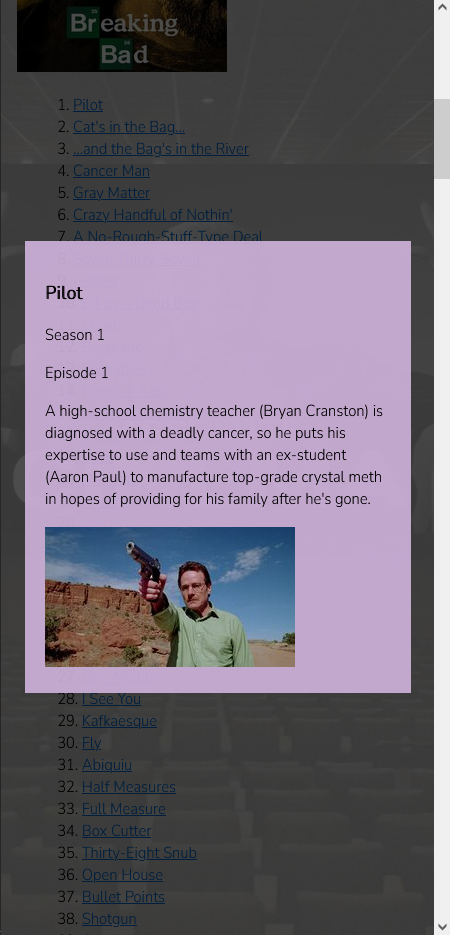 Breaking
Bad
1. Pilot
2. Cat's in the Bag...
3. ...and the Bag's in the River
4. Cancer Man
5. Gray Matter
6. Crazy Handful of Nothin'
7. A No-Rough-Stuff-Type Deal
Pilot
Season 1
Episode 1
A high-school chemistry teacher (Bryan Cranston) is
diagnosed with a deadly cancer, so he puts his
expertise to use and teams with an ex-student
(Aaron Paul) to manufacture top-grade crystal meth
in hopes of providing for his family after he's gone.
28. I See You
29. Kafkaesque
30. Fly
31. Abiquiu
32. Half Measures
33. Full Measure
34. Box Cutter
35. Thirty-Eight Snub
36. Open House
37. Bullet Points
38. Shotgun